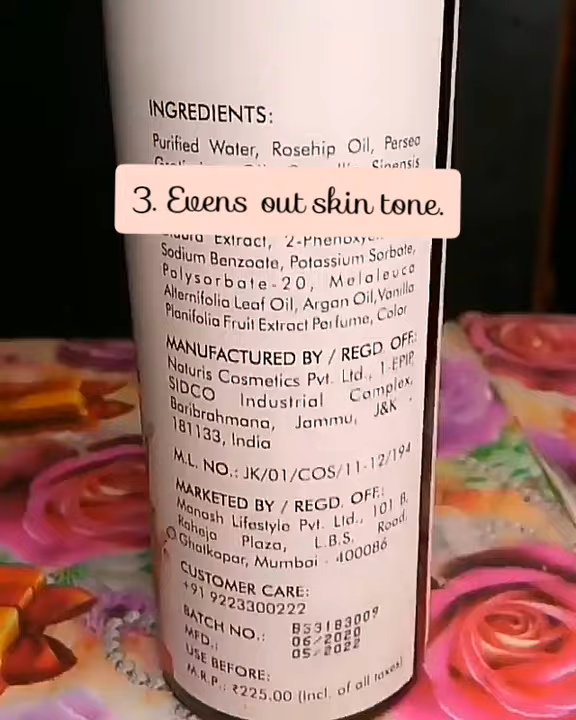 INGREDIENTS:
Purified Water, Rosehip Oil, Persea
Sinensis
3. Evens out skin tone.
Extract,
Sodium Benzoate, Potassium Sorbate,
Polysorbate-20, Melaleuca
Alternifolia Leaf Oil, Argan Oil, Vanilla
Planifolia Fruit Extract Perfume, Color
MANUFACTURED BY / REGD. OFF:
Naturis Cosmetics Pvt. Ltd., 1-EPIP,
SIDCO Industrial Complex,
Baribrahmana, Jammu, J&K -
181133, India
M.L. NO.: JK/01/COS/11-12/194
MARKETED BY / REGD. OFF:
Manash Lifestyle Pvt. Ltd., 101 B,
Raheja Plaza, L.B.S. Road,
Ghatkopar, Mumbai - 400086
CUSTOMER CARE:
+91 9223300222
BATCH NO.: B531B3009
MFD.: 06/2020
USE BEFORE: 05/2022
M.R.P.: ₹225.00 (Incl. of all taxes)